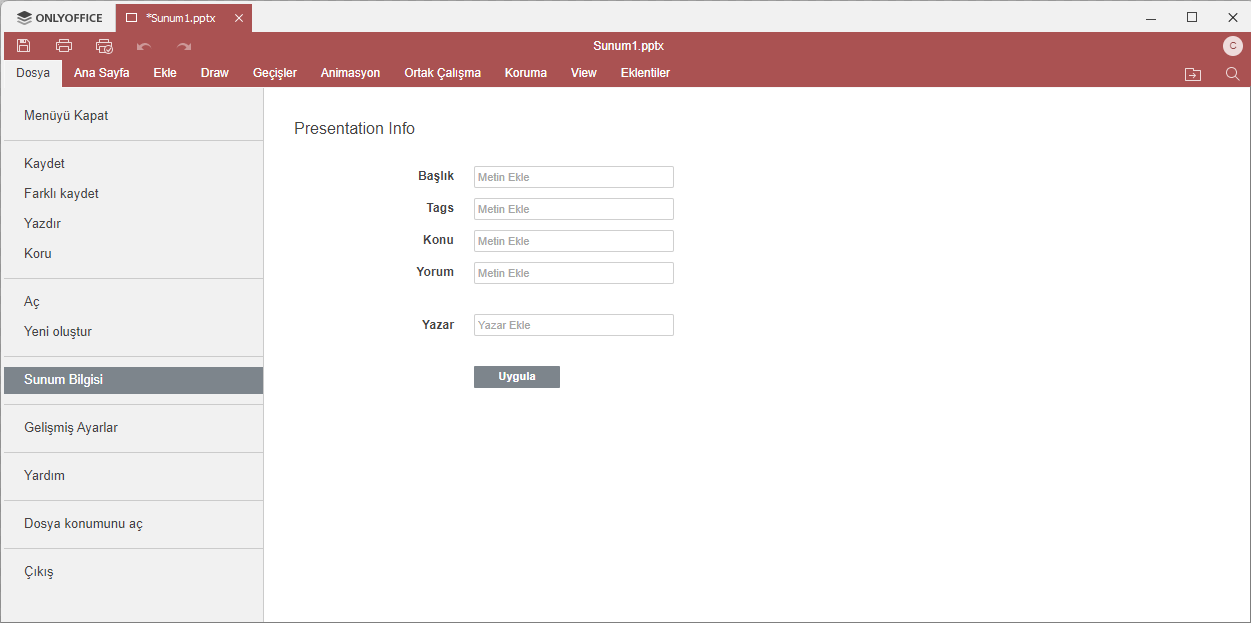 ONLYOFFICE
*Sunum1.pptx
Sunum1.pptx
C
Dosya Ana Sayfa Ekle Draw Geçişler Animasyon Ortak Çalışma Koruma View Eklentiler
Menüyü Kapat
Kaydet
Farklı kaydet
Yazdır
Koru
Aç
Yeni oluştur
Sunum Bilgisi
Gelişmiş Ayarlar
Yardım
Dosya konumunu aç
Çıkış
Presentation Info
Başlık Metin Ekle
Tags Metin Ekle
Konu Metin Ekle
Yorum Metin Ekle
Yazar Yazar Ekle
Uygula